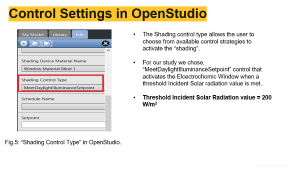 Control Settings in OpenStudio
My Model
Library
Edit
Shading Device Material Name
Window Material Blind 1
Shading Control Type
MeetDaylightIlluminanceSetpoint
Schedule Name
Setpoint
Fig.5: "Shading Control Type" in OpenStudio.
• The Shading control type allows the user to
choose from available control strategies to
activate the "shading".
• For our study we chose,
"MeetDaylightIlluminanceSetpoint" control that
activates the Eloectrochomic Window when a
threshold Incident Solar Radiation value is met.
• Threshold Incident Solar Radiation value = 200
W/m²